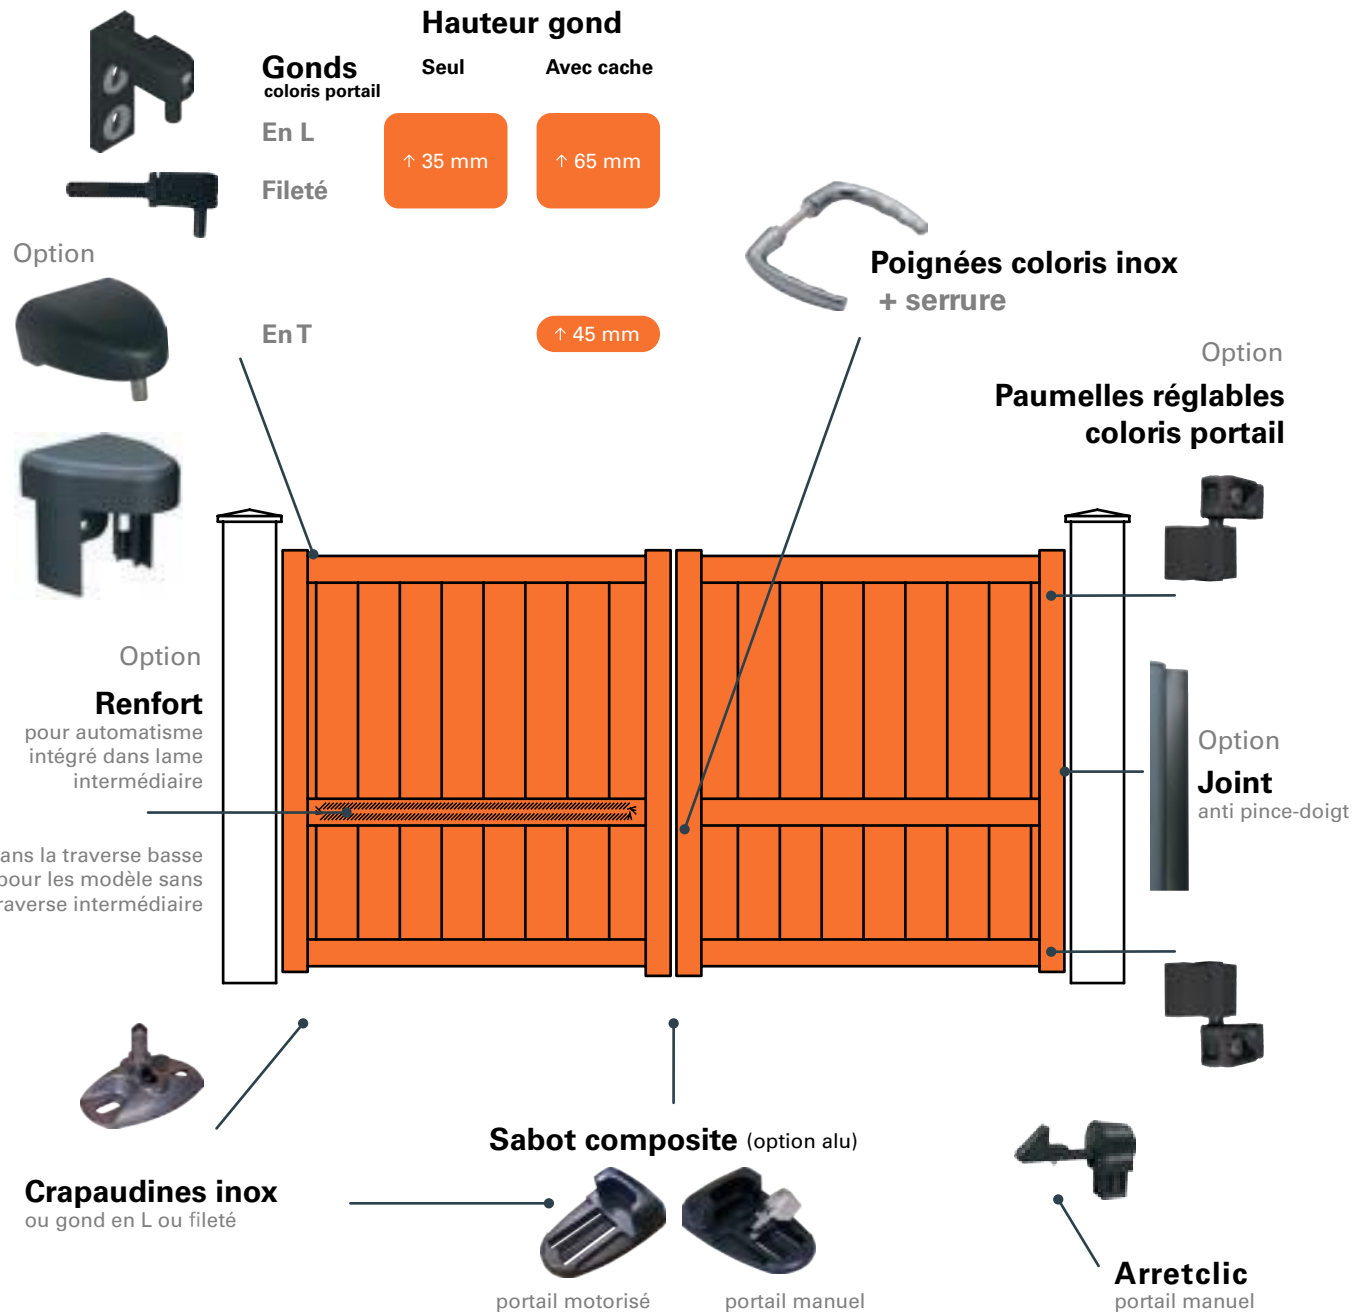 Hauteur gond
Gonds
coloris portail
Seul
Avec cache
En L
Fileté
↑ 35 mm
↑ 65 mm
Option
En T
↑ 45 mm
Poignées coloris inox
+ serrure
Option
Paumelles réglables
coloris portail
Option
Renfort
pour automatisme
intégré dans lame
intermédiaire
ans la traverse basse
pour les modèle sans
raverse intermédiaire
Option
Joint
anti pince-doigt
Crapaudines inox
ou gond en L ou fileté
Sabot composite (option alu)
portail motorisé
portail manuel
Arretclic
portail manuel